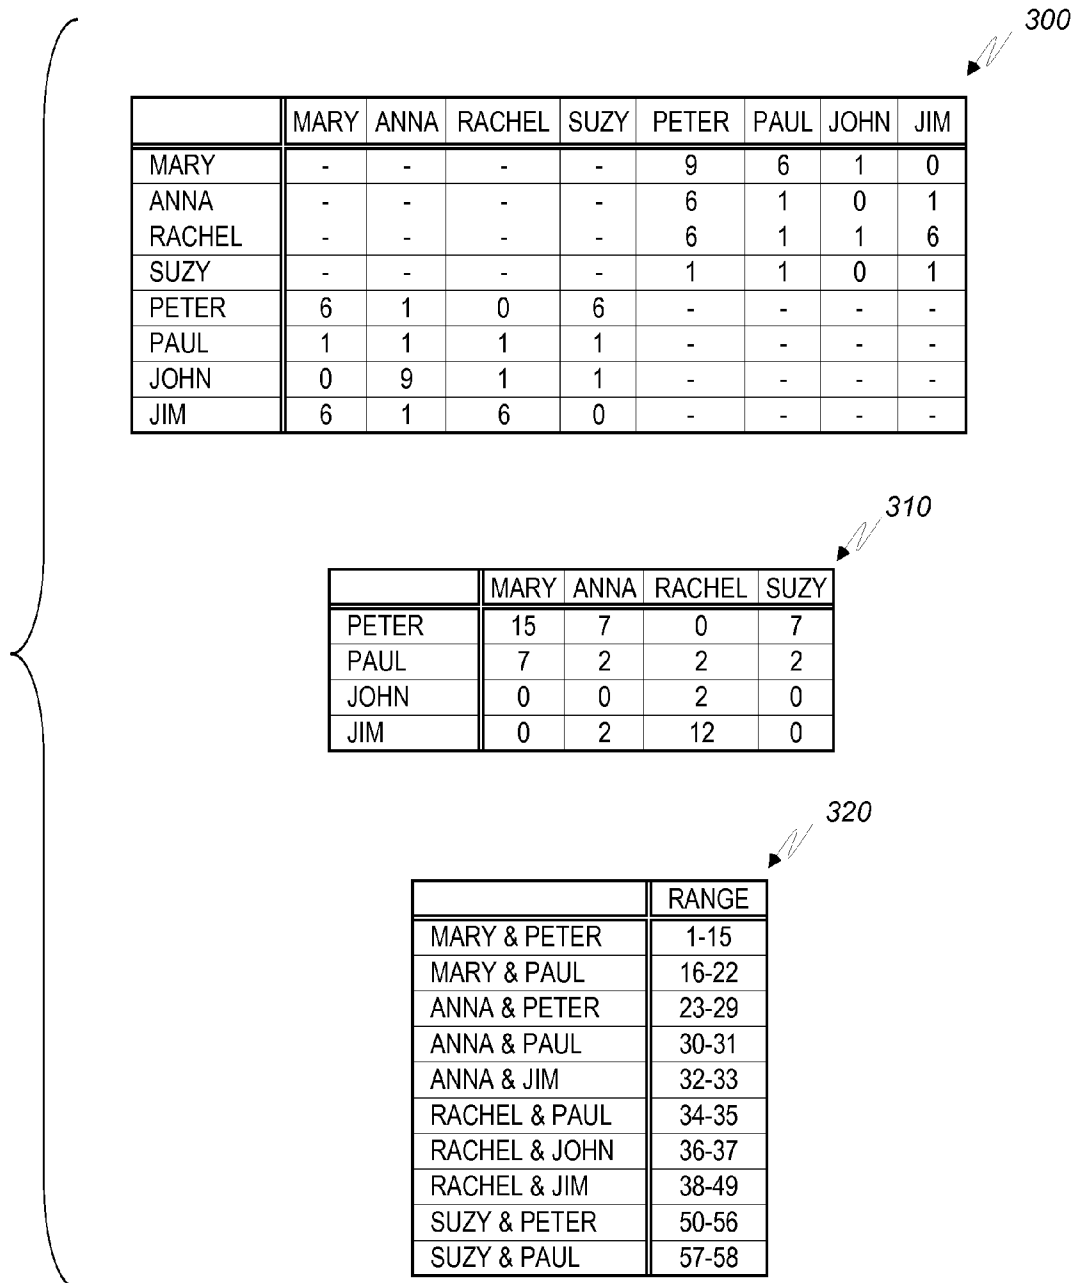 300
MARY ANNA RACHEL SUZY PETER PAUL JOHN JIM
MARY - - - - 9 6 1 0
ANNA - - - - 6 1 0 1
RACHEL - - - - 6 1 1 6
SUZY - - - - 1 1 0 1
PETER 6 1 0 6 - - - -
PAUL 1 1 1 1 - - - -
JOHN 0 9 1 1 - - - -
JIM 6 1 6 0 - - - -
310
MARY ANNA RACHEL SUZY
PETER 15 7 0 7
PAUL 7 2 2 2
JOHN 0 0 2 0
JIM 0 2 12 0
320
RANGE
MARY & PETER 1-15
MARY & PAUL 16-22
ANNA & PETER 23-29
ANNA & PAUL 30-31
ANNA & JIM 32-33
RACHEL & PAUL 34-35
RACHEL & JOHN 36-37
RACHEL & JIM 38-49
SUZY & PETER 50-56
SUZY & PAUL 57-58